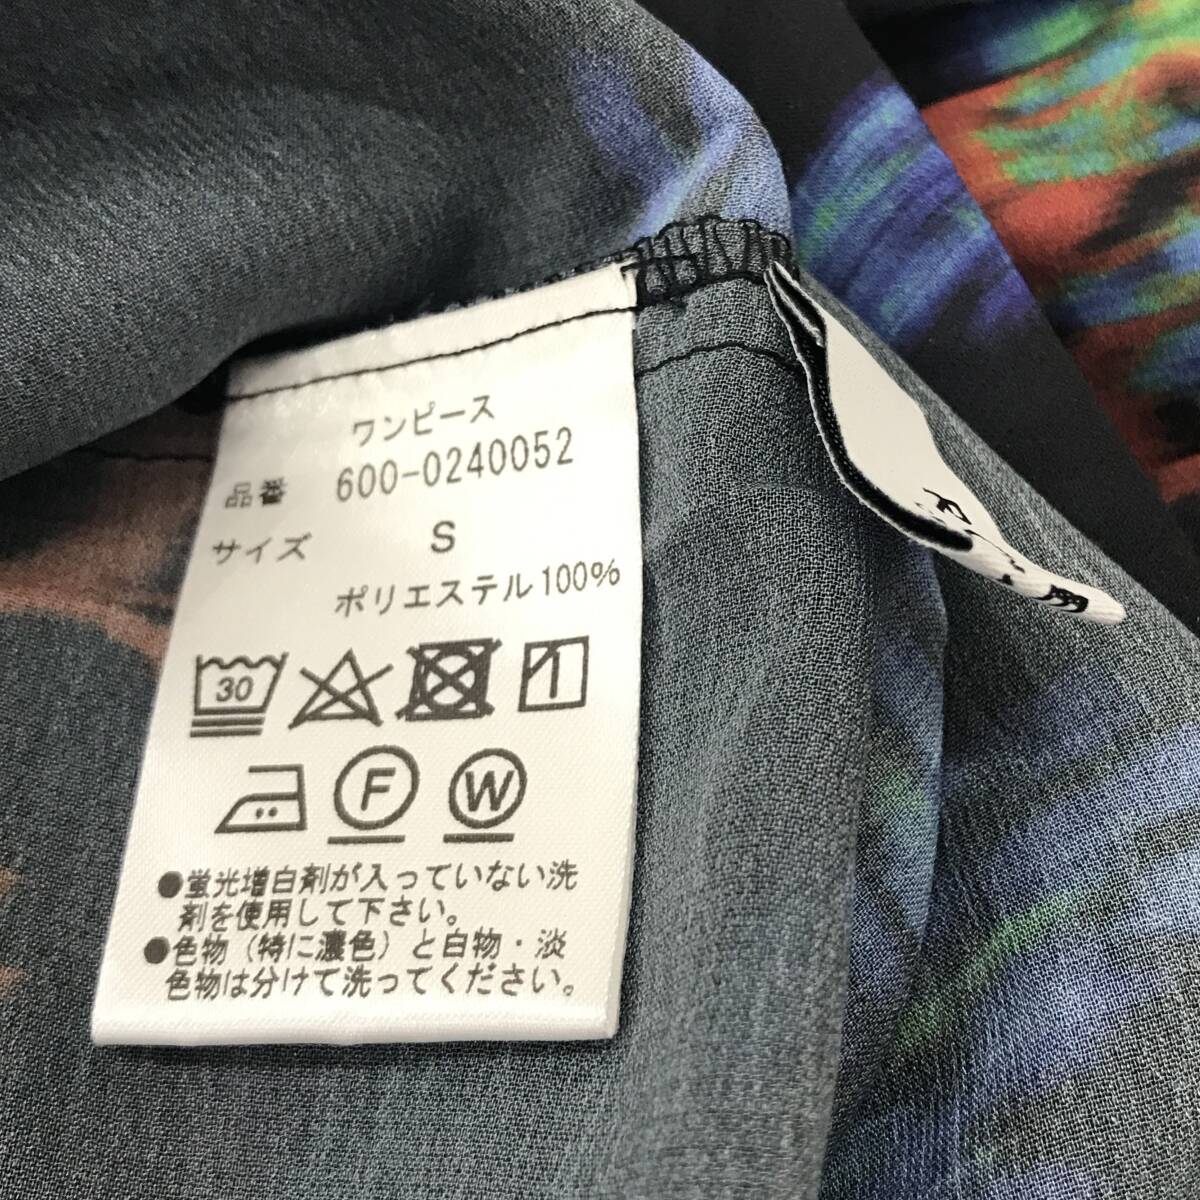 ワンピース
品番 600-0240052
サイズ S
ポリエステル100%
30
F W
●蛍光増白剤が入っていない洗
剤を使用して下さい。
●色物（特に濃色）と白物・淡
色物は分けて洗ってください。